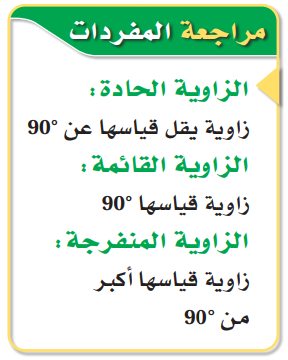 مراجعة المفردات
الزاوية الحادة :
زاوية يقل قياسها عن 90°
الزاوية القائمة :
زاوية قياسها 90°
الزاوية المنفرجة :
زاوية قياسها أكبر
من 90°